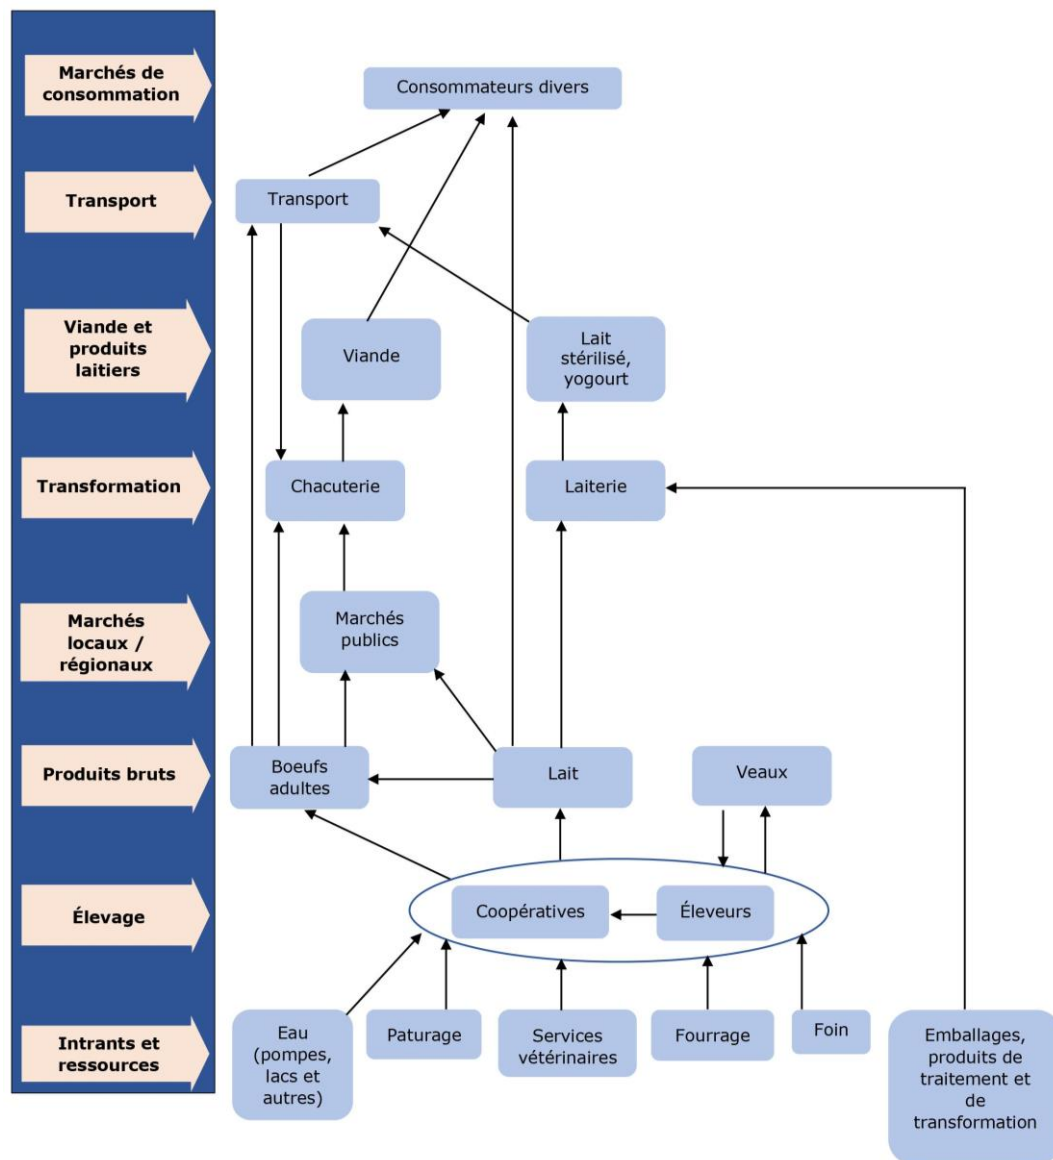 Marchés de
consommation
Consommateurs divers
Transport
Transport
Viande et
produits
laitiers
Viande
Lait
stérilisé,
yogourt
Transformation
Chacuterie
Laiterie
Marchés
locaux /
régionaux
Marchés
publics
Produits bruts
Boeufs
adultes
Lait
Veaux
Élevage
Coopératives
Éleveurs
Intrants et
ressources
Eau
(pompes,
lacs et
autres)
Paturage
Services
vétérinaires
Fourrage
Foin
Emballages,
produits de
traitement et
de
transformation